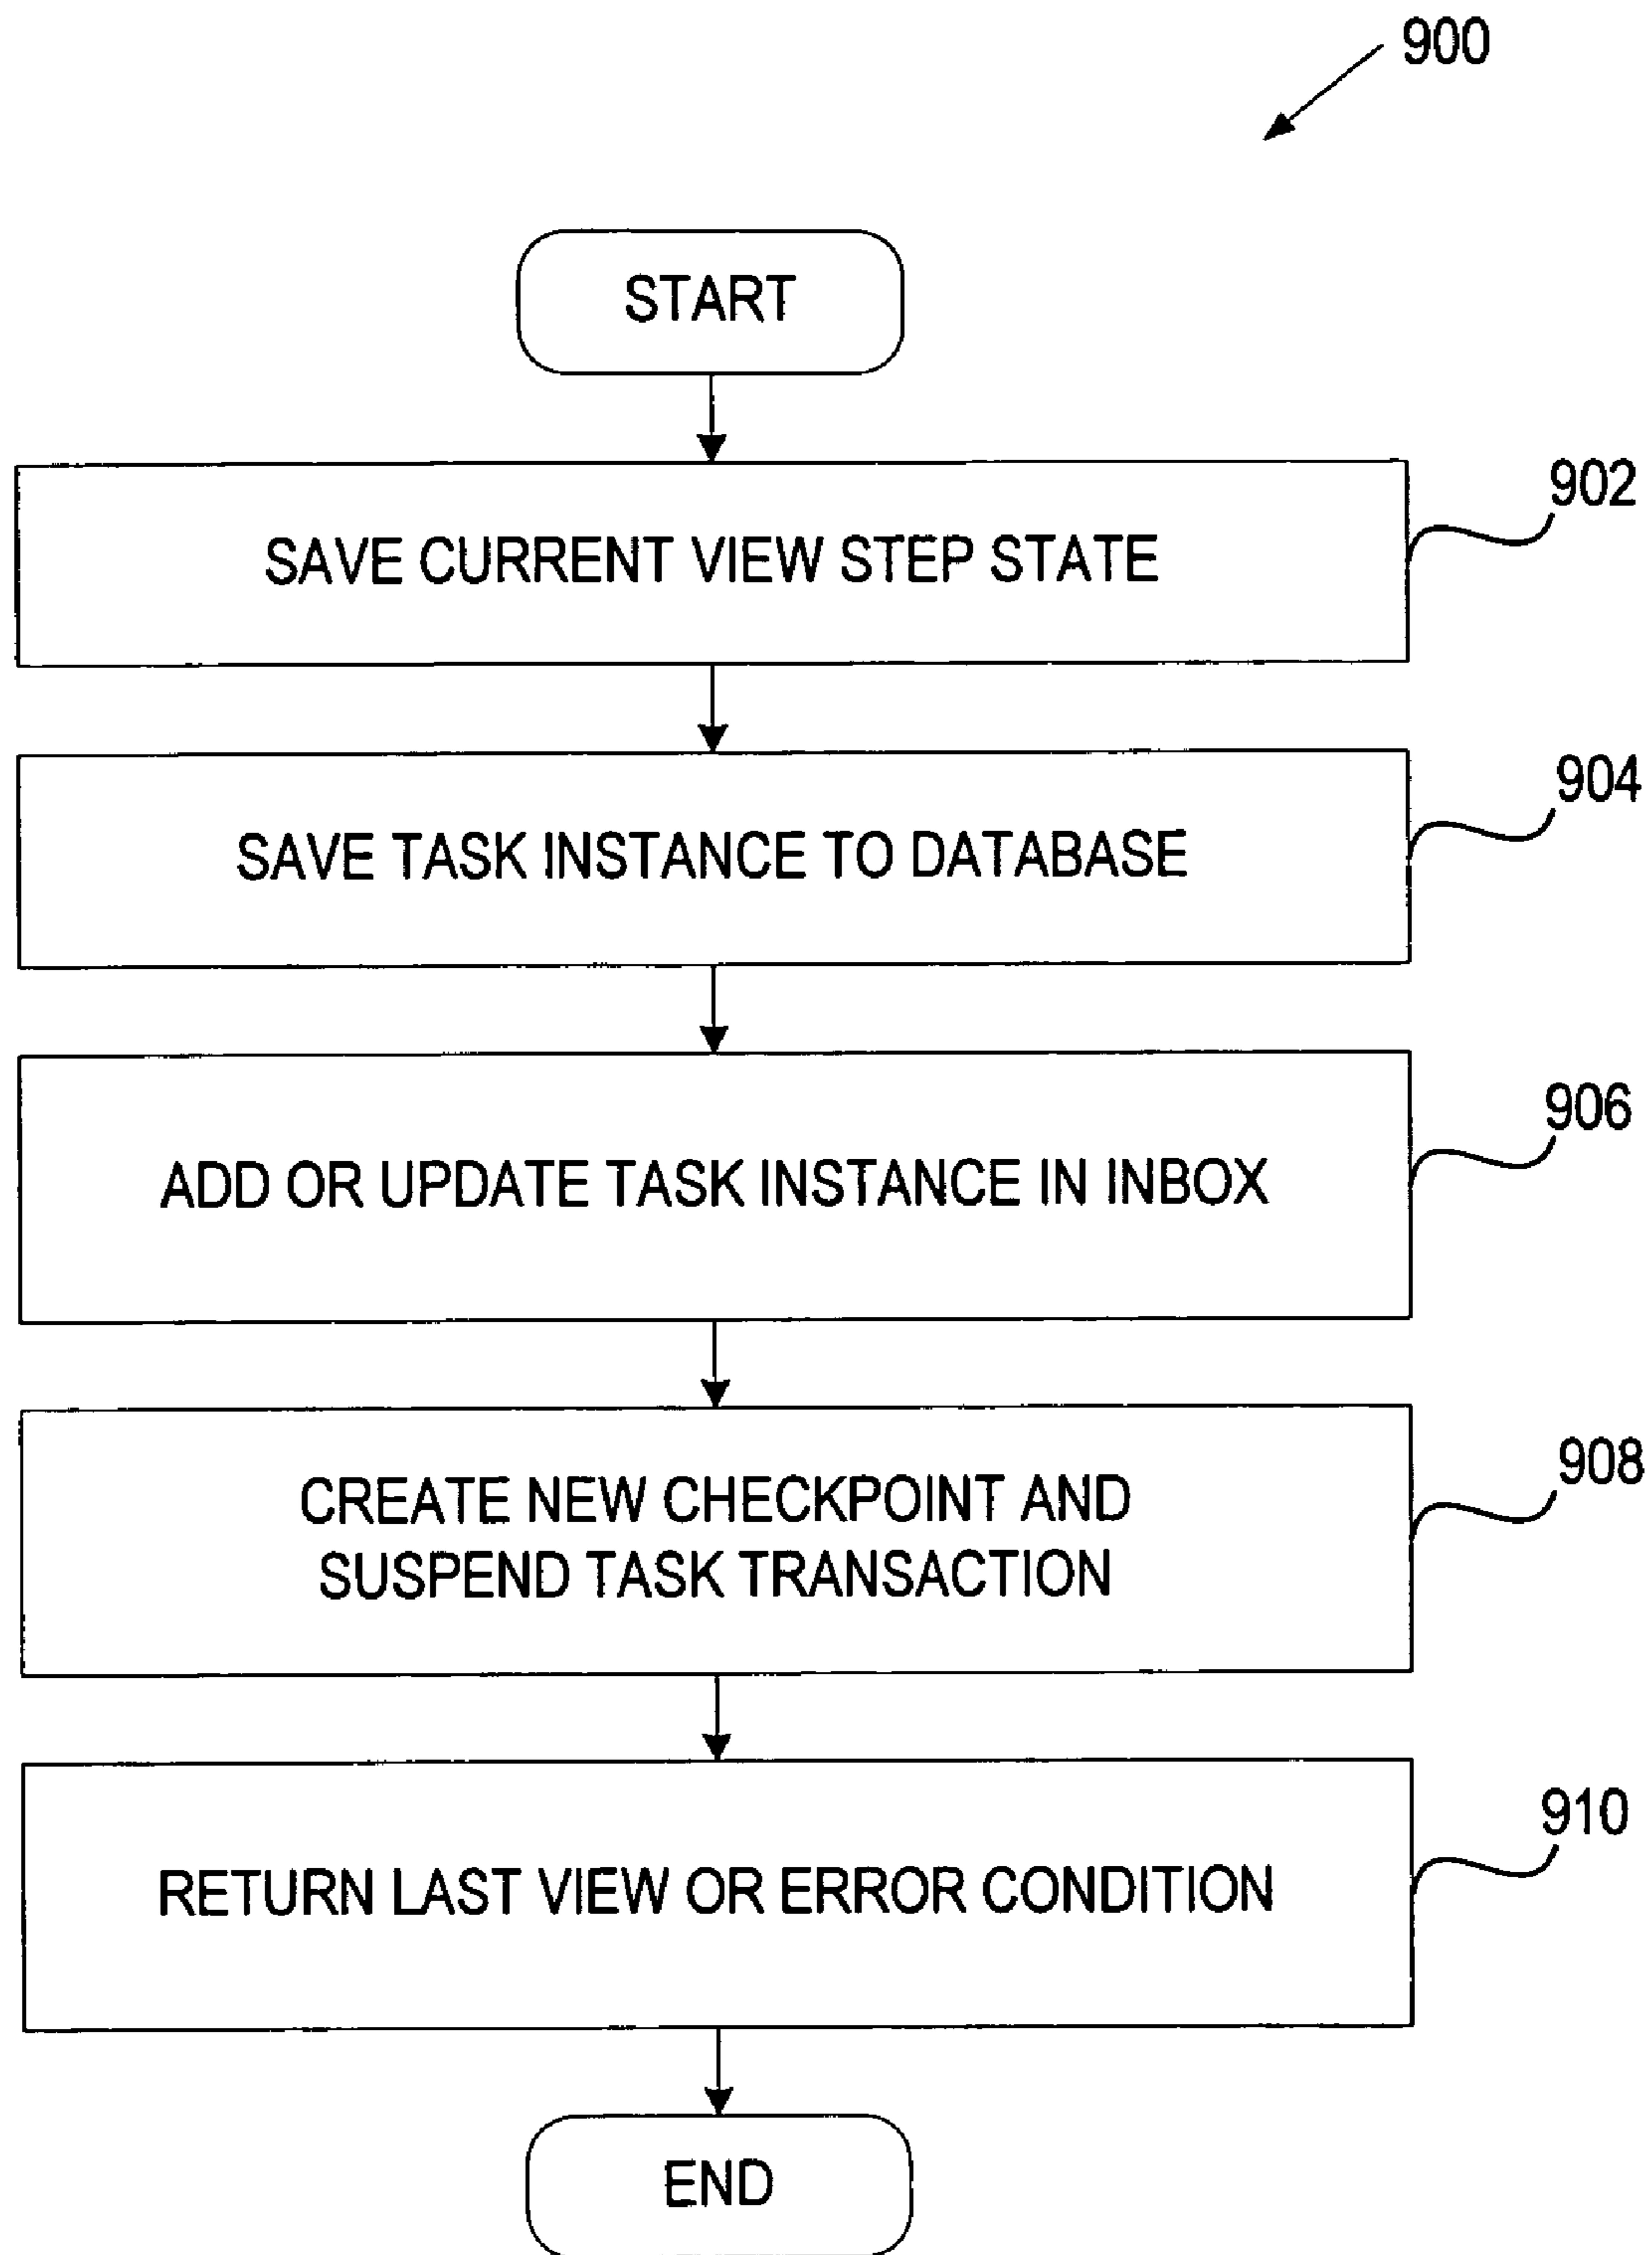 900
START
SAVE CURRENT VIEW STEP STATE
902
SAVE TASK INSTANCE TO DATABASE
904
ADD OR UPDATE TASK INSTANCE IN INBOX
906
CREATE NEW CHECKPOINT AND
SUSPEND TASK TRANSACTION
908
RETURN LAST VIEW OR ERROR CONDITION
910
END